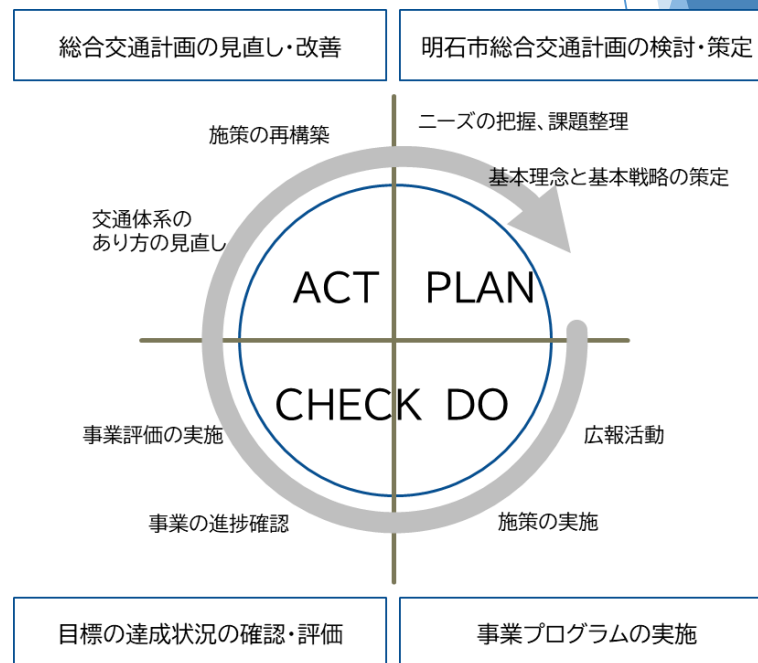 総合交通計画の見直し・改善
明石市総合交通計画の検討・策定
ニーズの把握、課題整理
施策の再構築
基本理念と基本戦略の策定
交通体系の
あり方の見直し
ACT
PLAN
CHECK
DO
事業評価の実施
広報活動
事業の進捗確認
施策の実施
目標の達成状況の確認・評価
事業プログラムの実施